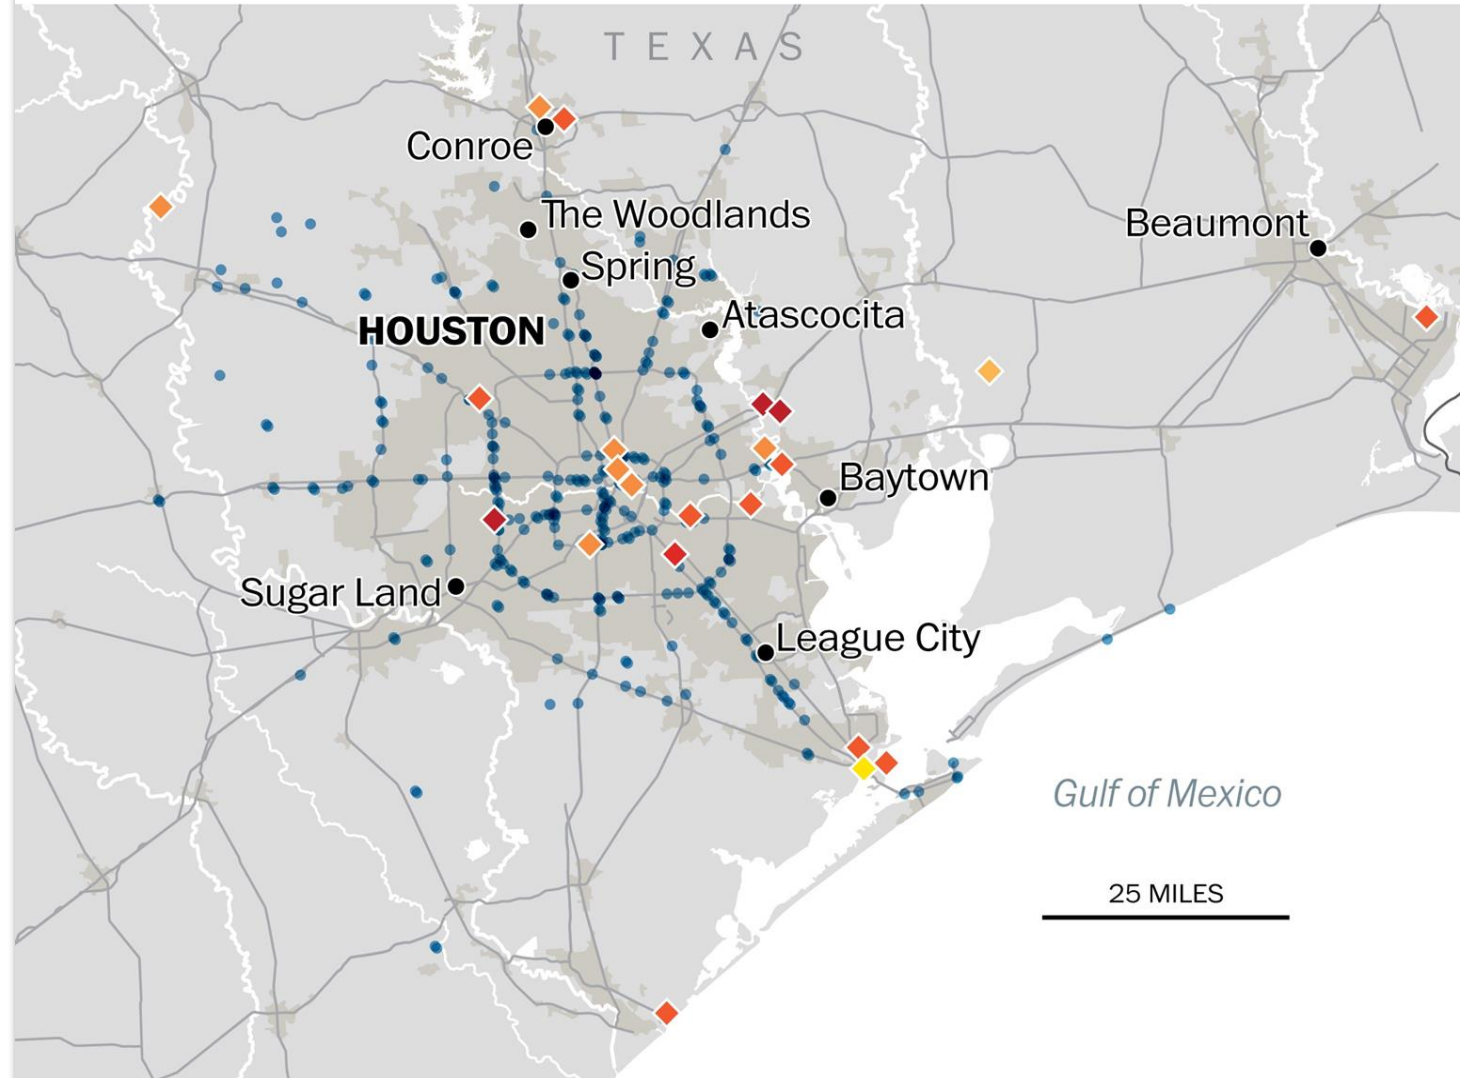 TEXAS
Conroe
The Woodlands
Beaumont
Spring
Atascocita
HOUSTON
Baytown
Sugar Land
League City
Gulf of Mexico
25 MILES